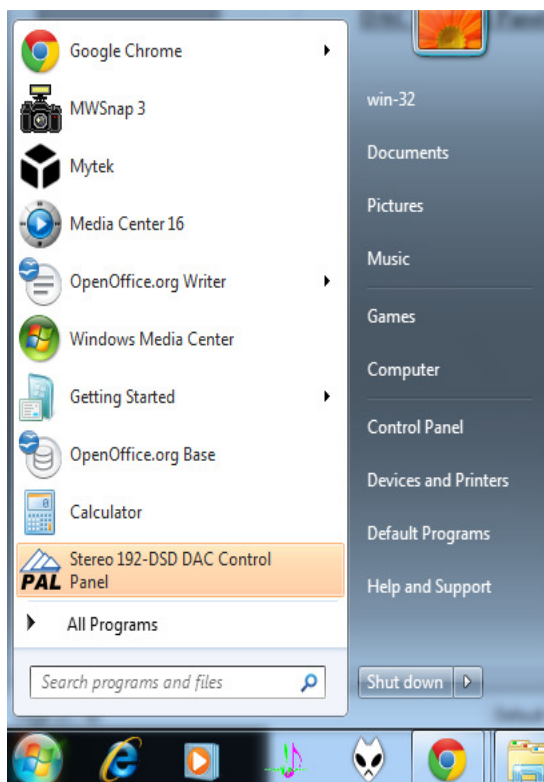 Google Chrome
MWSnap 3
Mytek
Media Center 16
OpenOffice.org Writer
Windows Media Center
Getting Started
OpenOffice.org Base
Calculator
Stereo 192-DSD DAC Control
PAL Panel
All Programs
Search programs and files
win-32
Documents
Pictures
Music
Games
Computer
Control Panel
Devices and Printers
Default Programs
Help and Support
Shut down